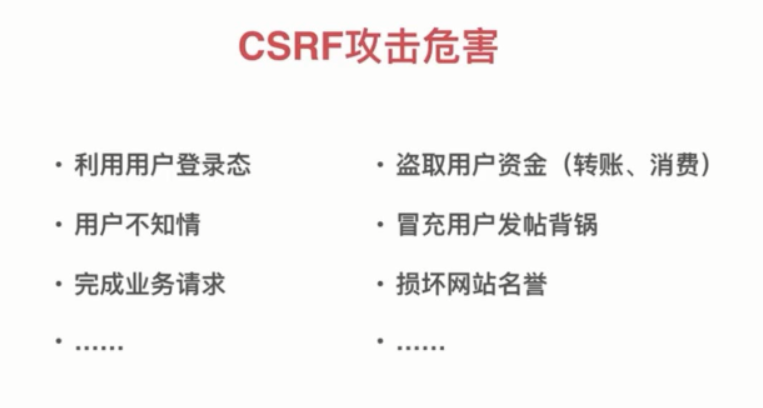 CSRF攻击危害
• 利用用户登录态
• 用户不知情
• 完成业务请求
• ......
• 盗取用户资金（转账、消费）
• 冒充用户发帖背锅
• 损坏网站名誉
• ......